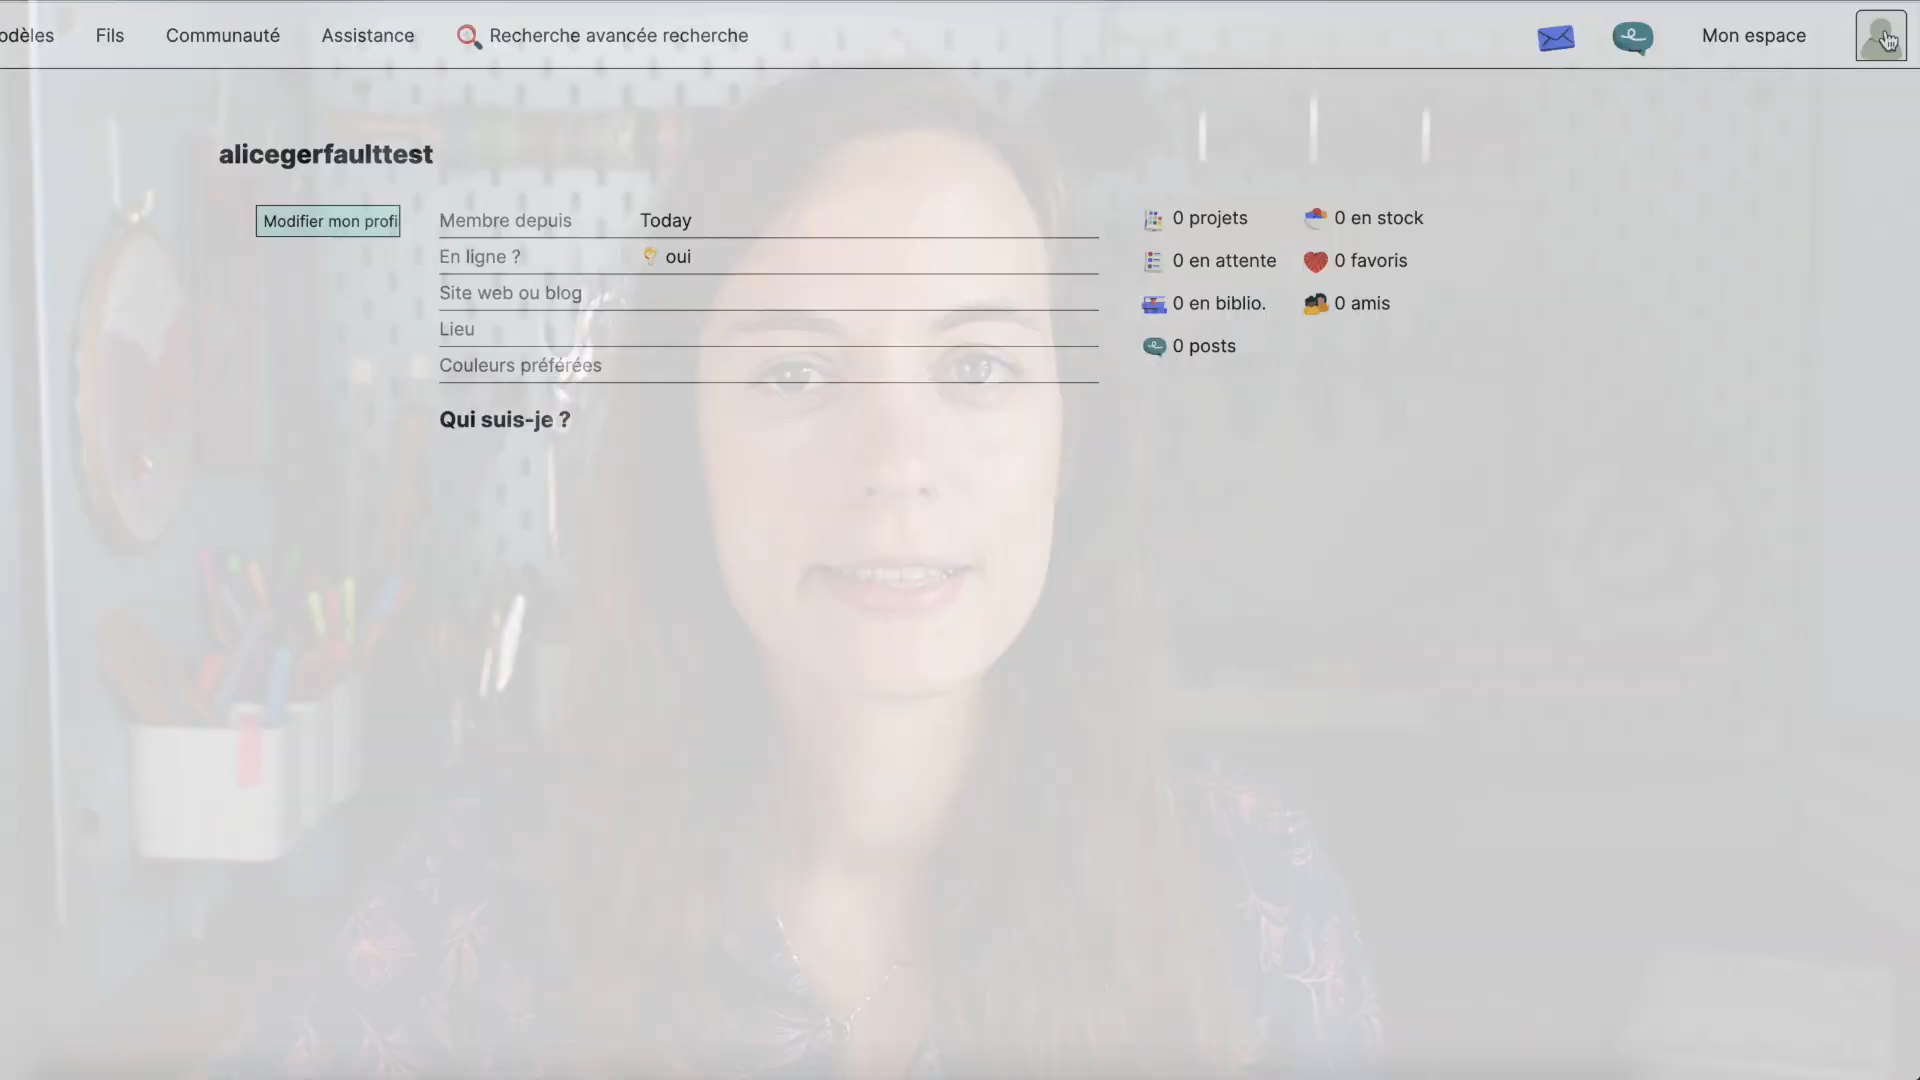 odèles Fils Communauté Assistance Recherche avancée recherche Mon espace
alicegerfaulttest
Modifier mon profi
Membre depuis Today
En ligne ? oui
Site web ou blog
Lieu
Couleurs préférées
Qui suis-je ?
0 projets 0 en stock
0 en attente 0 favoris
0 en biblio. 0 amis
0 posts